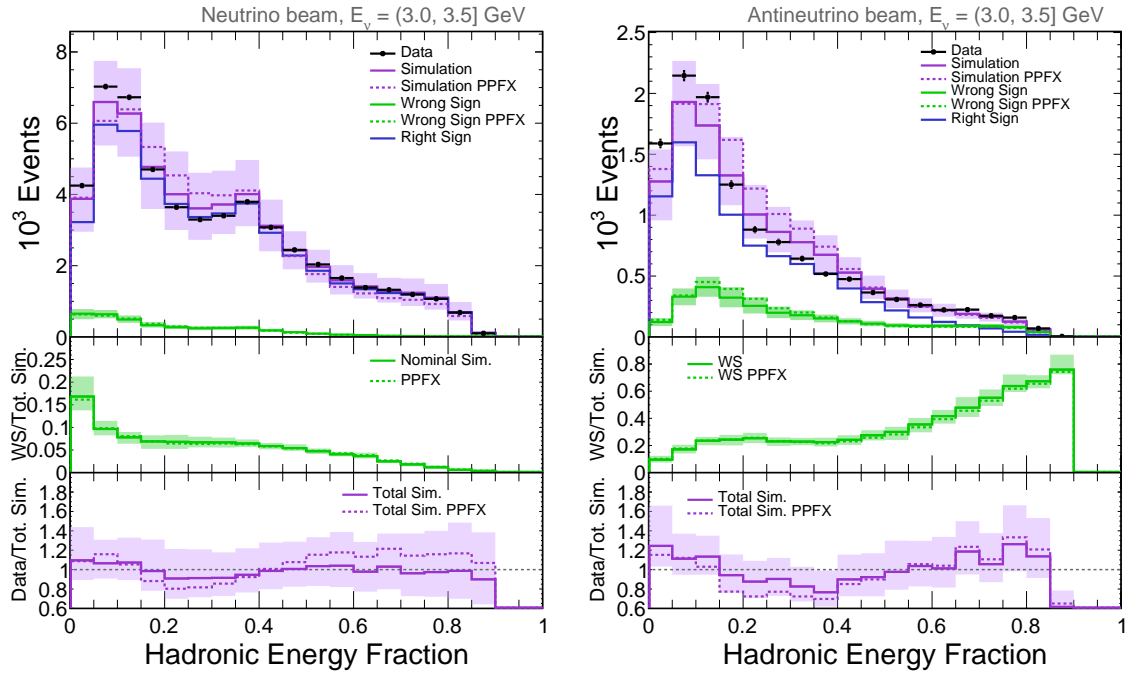 Neutrino beam, Eν = (3.0, 3.5] GeV
10³ Events
8
6
4
2
0
Data
Simulation
Simulation PPFX
Wrong Sign
Wrong Sign PPFX
Right Sign
WS/Tot. Sim.
0.25
0.2
0.15
0.1
0.05
0
Nominal Sim.
PPFX
Data/Tot. Sim.
1.8
1.6
1.4
1.2
1
0.8
0.6
Total Sim.
Total Sim. PPFX
0 0.2 0.4 0.6 0.8 1
Hadronic Energy Fraction
Antineutrino beam, Eν = (3.0, 3.5] GeV
10³ Events
2.5
2
1.5
1
0.5
0
Data
Simulation
Simulation PPFX
Wrong Sign
Wrong Sign PPFX
Right Sign
WS/Tot. Sim.
0.8
0.6
0.4
0.2
0
WS
WS PPFX
Data/Tot. Sim.
1.8
1.6
1.4
1.2
1
0.8
0.6
Total Sim.
Total Sim. PPFX
0 0.2 0.4 0.6 0.8 1
Hadronic Energy Fraction